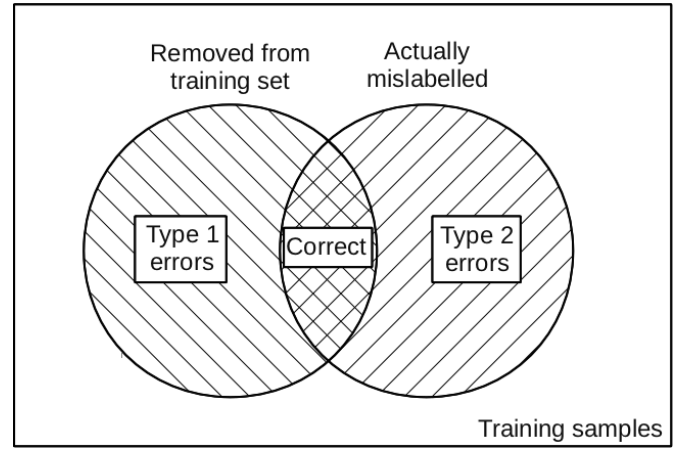 Removed from
training set
Actually
mislabelled
Type 1
errors
Correct
Type 2
errors
Training samples